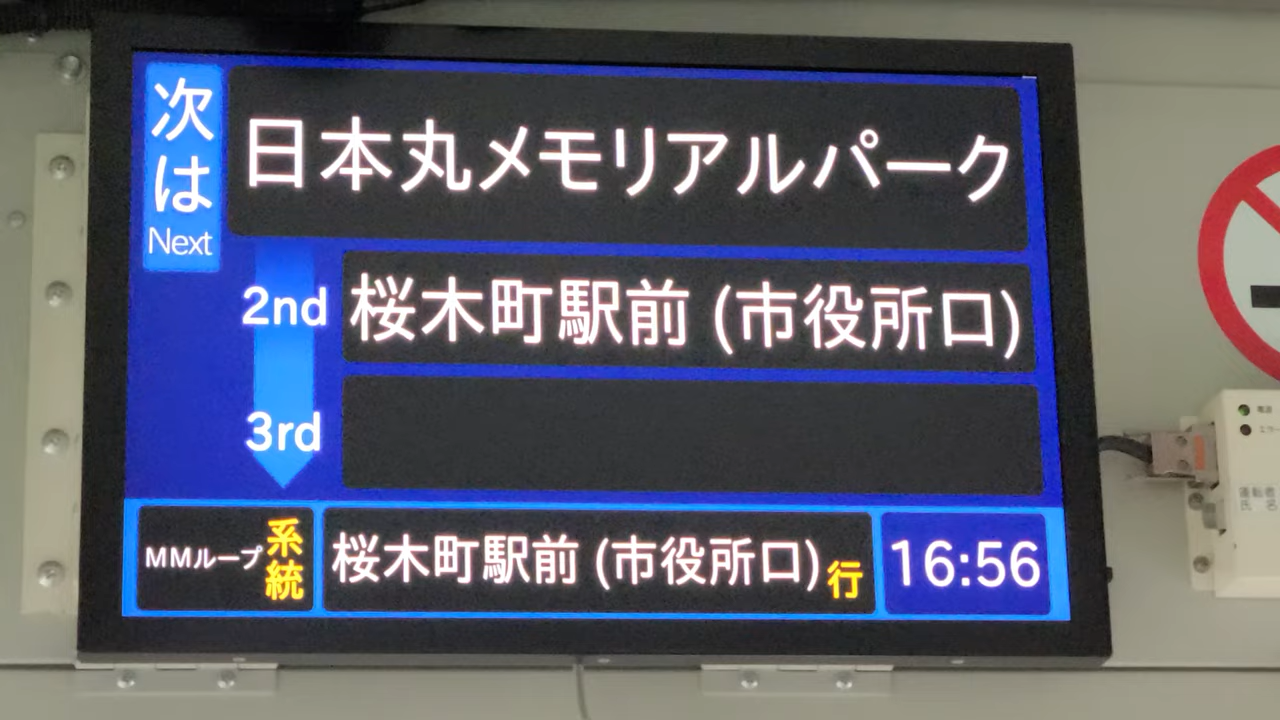 次は
Next
日本丸メモリアルパーク
2nd
桜木町駅前 (市役所口)
3rd
MMループ系統
桜木町駅前 (市役所口)行
16:56